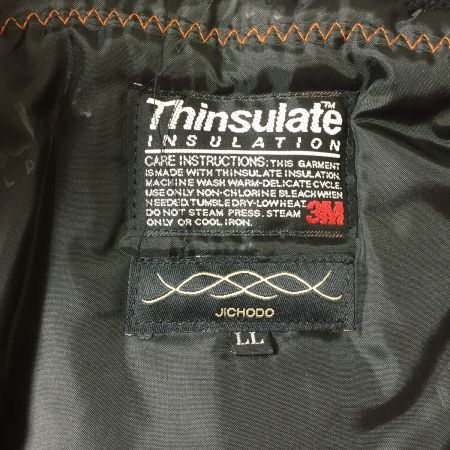 Thinsulate™
INSULATION
CARE INSTRUCTIONS: THIS GARMENT
IS MADE WITH THINSULATE INSULATION.
MACHINE WASH WARM-DELICATE CYCLE.
USE ONLY NON-CHLORINE BLEACH WHEN
NEEDED. TUMBLE DRY-LOW HEAT.
DO NOT STEAM PRESS. STEAM
ONLY OR COOL IRON.
3M
JiCHODO
LL